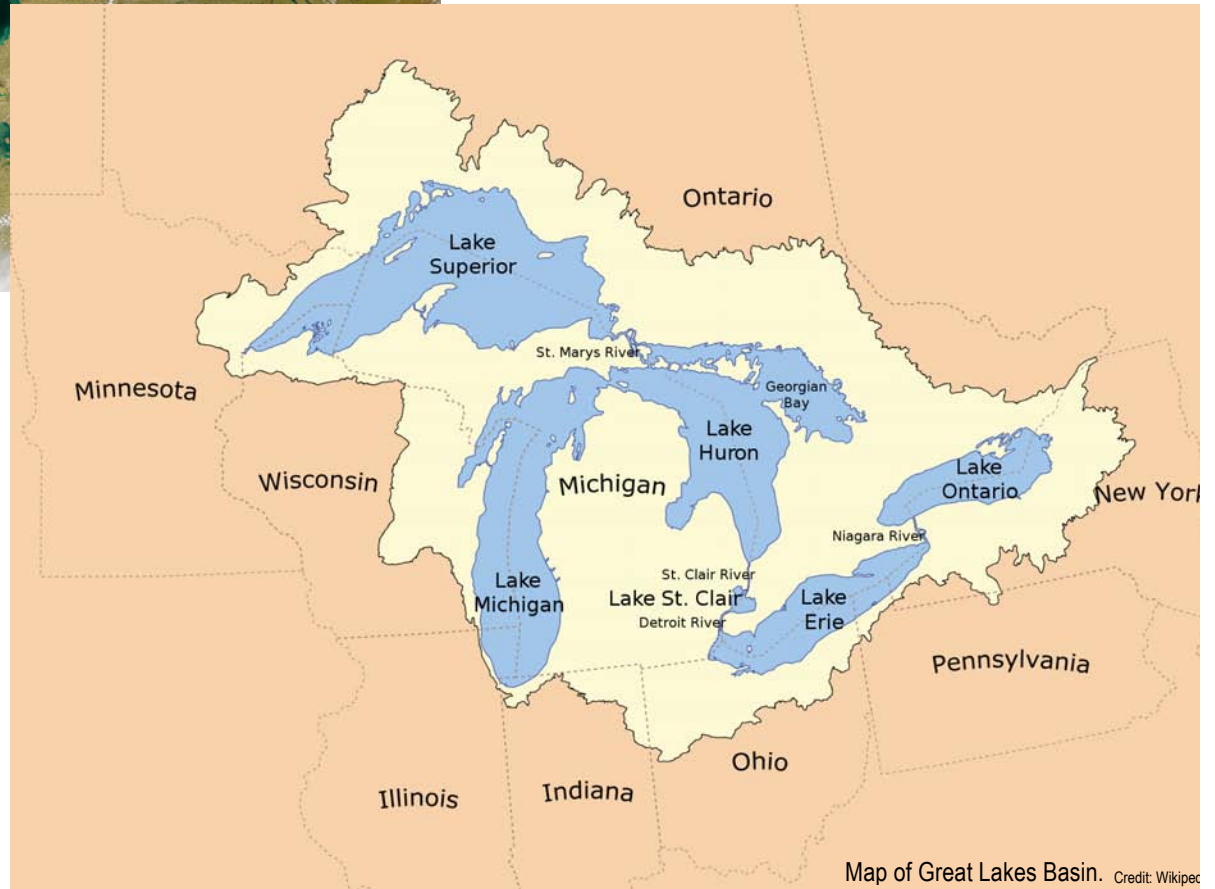 Ontario
Lake
Superior
St. Marys River
Minnesota
Georgian
Bay
Lake
Huron
Wisconsin
Michigan
Lake
Ontario
New York
Niagara River
St. Clair River
Lake
Michigan
Lake St. Clair
Lake
Erie
Detroit River
Pennsylvania
Ohio
Illinois
Indiana
Map of Great Lakes Basin. Credit: Wikiped